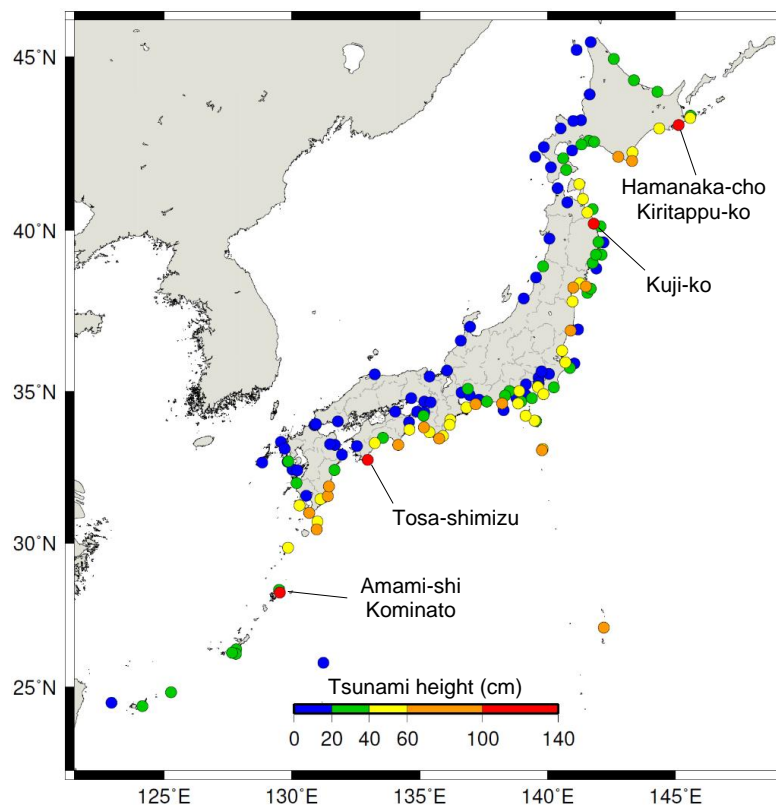 45°N
Hamanaka-cho
Kiritappu-ko
40°N
Kuji-ko
35°N
Tosa-shimizu
30°N
Amami-shi
Kominato
Tsunami height (cm)
25°N
0 20 40 60 100 140
125°E 130°E 135°E 140°E 145°E